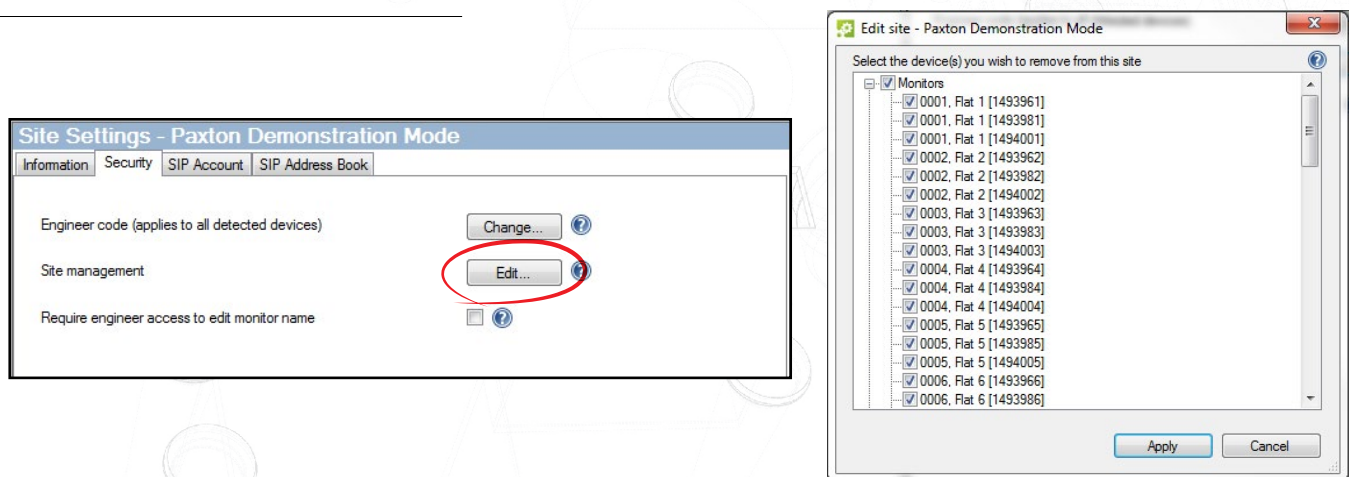 Site Settings - Paxton Demonstration Mode
Information Security SIP Account SIP Address Book
Engineer code (applies to all detected devices) Change...
Site management Edit...
Require engineer access to edit monitor name
Edit site - Paxton Demonstration Mode
Select the device(s) you wish to remove from this site
Monitors
0001, Flat 1 [1493961]
0001, Flat 1 [1493981]
0001, Flat 1 [1494001]
0002, Flat 2 [1493962]
0002, Flat 2 [1493982]
0002, Flat 2 [1494002]
0003, Flat 3 [1493963]
0003, Flat 3 [1493983]
0003, Flat 3 [1494003]
0004, Flat 4 [1493964]
0004, Flat 4 [1493984]
0004, Flat 4 [1494004]
0005, Flat 5 [1493965]
0005, Flat 5 [1493985]
0005, Flat 5 [1494005]
0006, Flat 6 [1493966]
0006, Flat 6 [1493986]
Apply Cancel